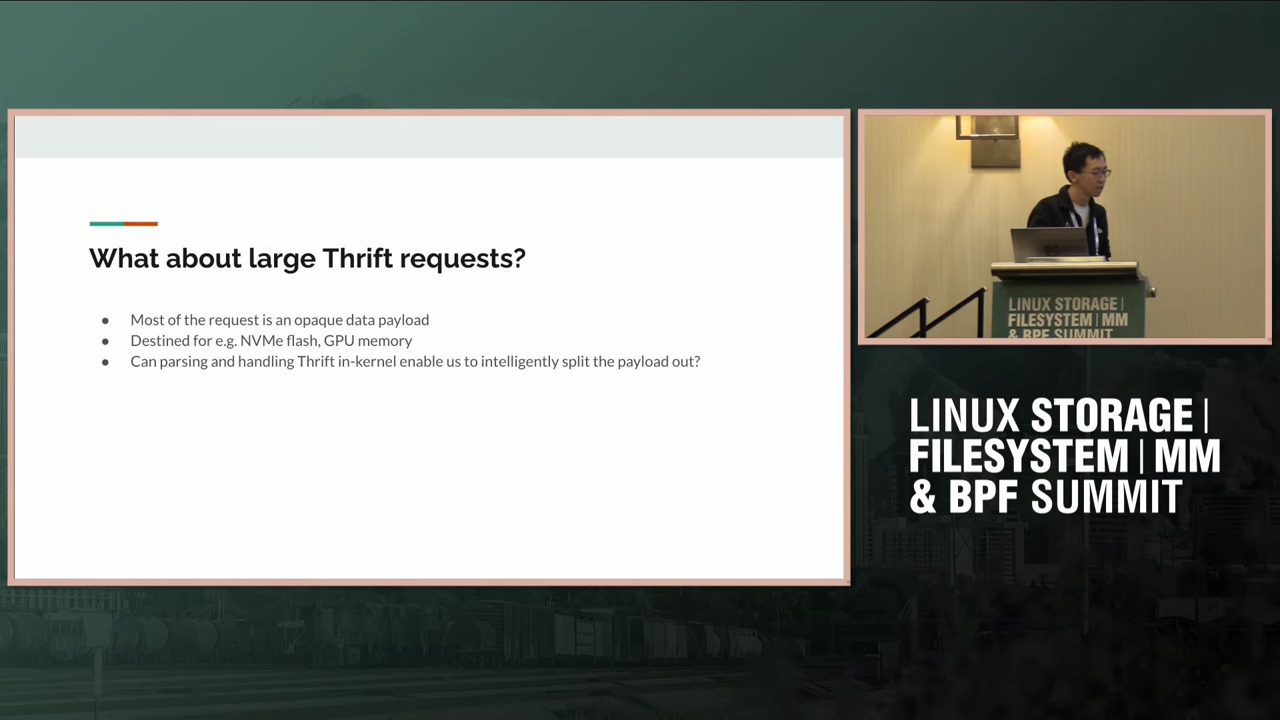 What about large Thrift requests?
● Most of the request is an opaque data payload
● Destined for e.g. NVMe flash, GPU memory
● Can parsing and handling Thrift in-kernel enable us to intelligently split the payload out?
LINUX STORAGE |
FILESYSTEM | MM
& BPF SUMMIT
LINUX STORAGE |
FILESYSTEM | MM
& BPF SUMMIT